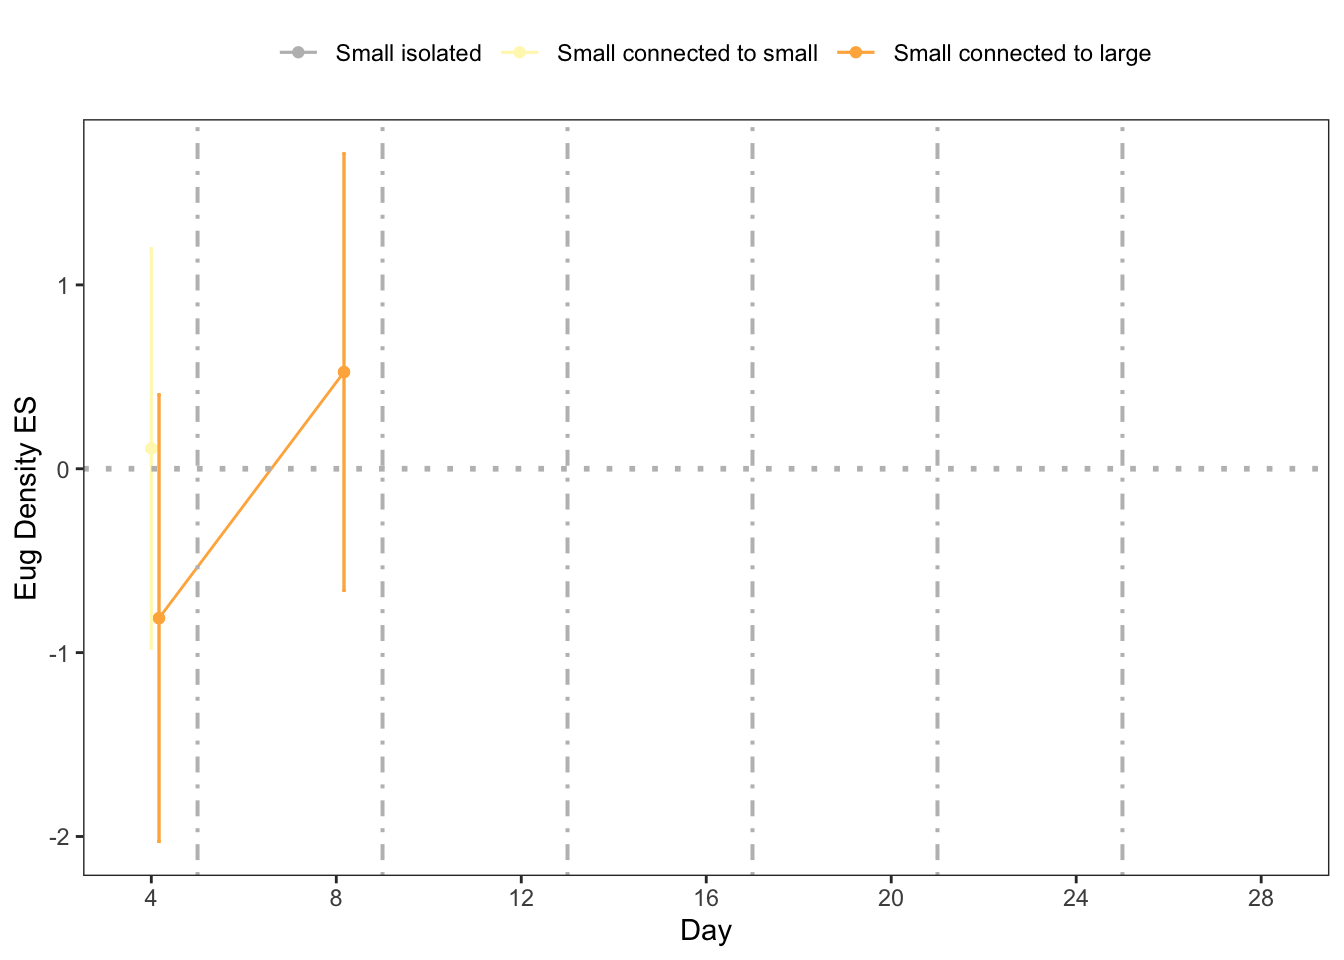 Small isolated Small connected to small Small connected to large
Eug Density ES
1
0
-1
-2
4 8 12 16 20 24 28
Day